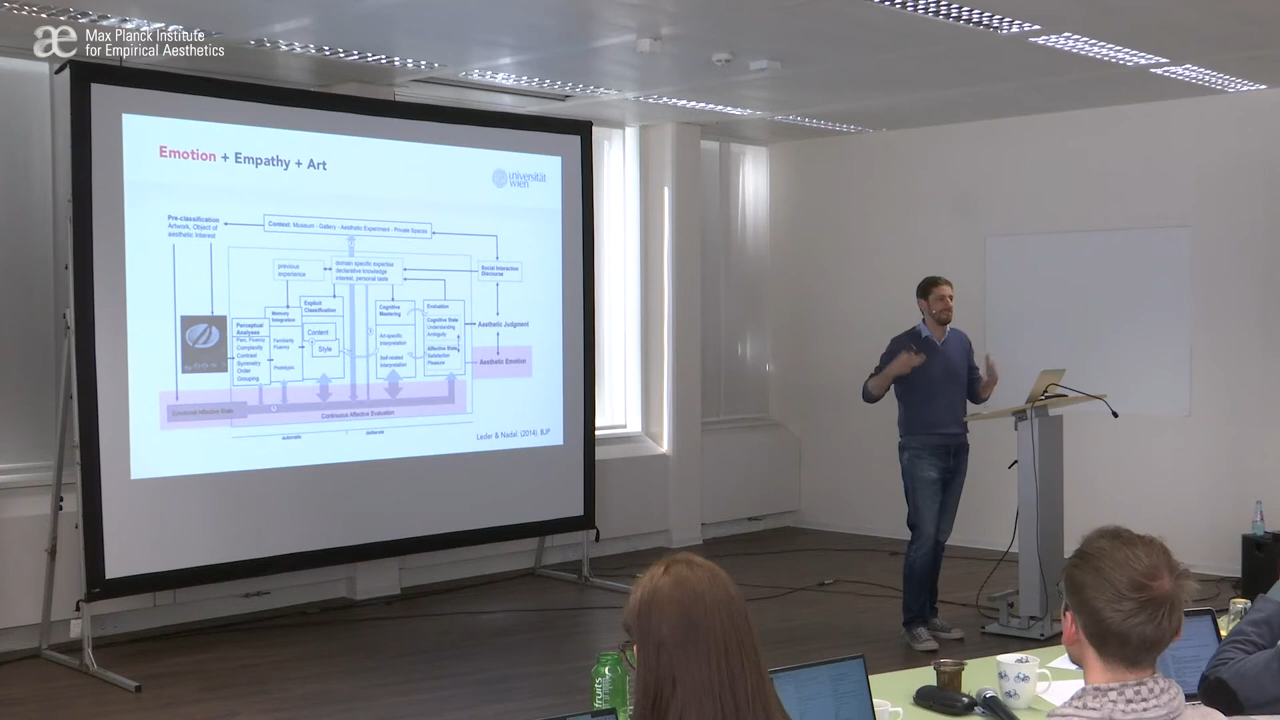 æ Max Planck Institute
for Empirical Aesthetics
Emotion + Empathy + Art
universität
wien
Pre-classification
Artwork, Object of
aesthetic interest
Context: Museum - Gallery - Aesthetic Experiment - Private Spaces
previous
experience
domain specific expertise
declarative knowledge
interest, personal taste
Social Interaction
Discourse
Perceptual
Analyses
Complexity
Contrast
Symmetry
Order
Grouping
Memory
Integration
Familiarity
Fluency
Prototypic.
Explicit
Classification
Content
Style
Cognitive
Mastering
Art-specific
Interpretation
Self-related
Interpretation
Evaluation
Cognitive State
Understanding
Ambiguity
Affective State
Satisfaction
Pleasure
Aesthetic Judgment
Aesthetic Emotion
Emotional Affective State
Continuous Affective Evaluation
automatic
deliberate
Leder & Nadal. (2014). BJP
fruits